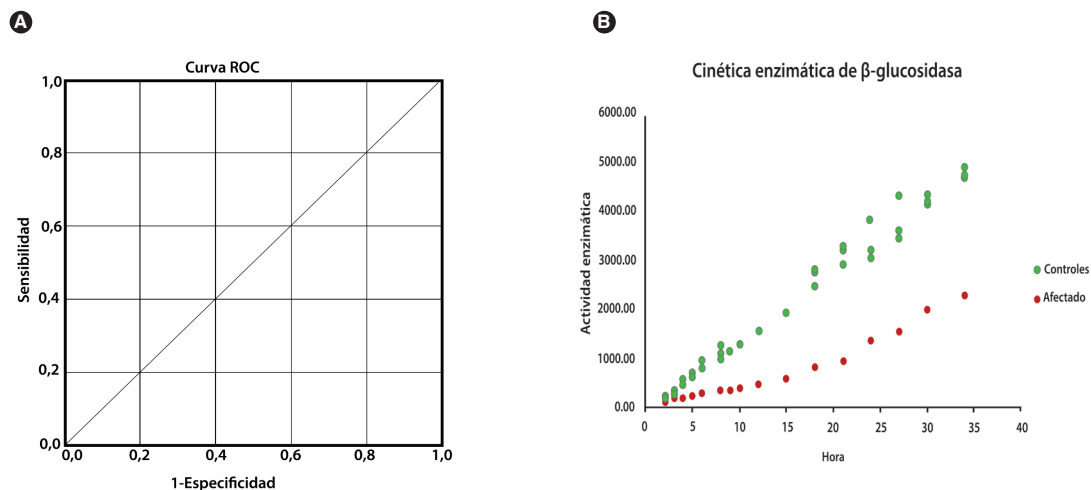 A
Curva ROC
1,0
0,8
0,6
0,4
0,2
0,0
Sensibilidad
0,0 0,2 0,4 0,6 0,8 1,0
1-Especificidad
B
Cinética enzimática de β-glucosidasa
6000.00
5000.00
4000.00
3000.00
2000.00
1000.00
0.00
Actividad enzimática
0 5 10 15 20 25 30 35 40
Hora
Controles
Afectado